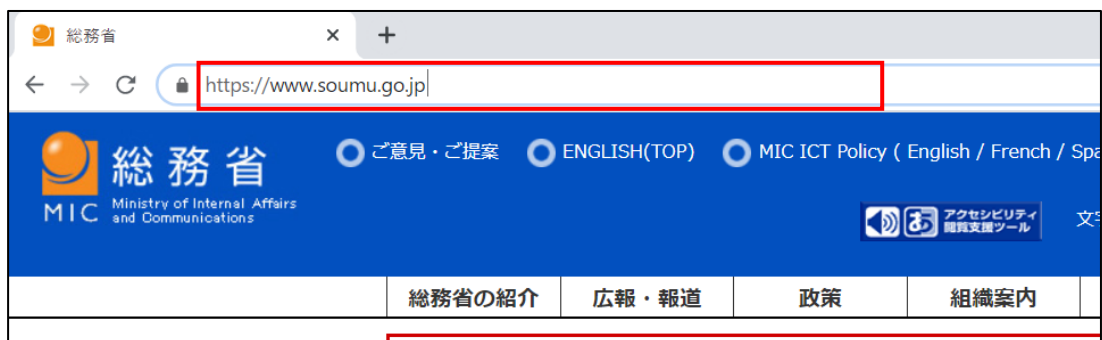 総務省
https://www.soumu.go.jp
総務省
MIC
Ministry of Internal Affairs
and Communications
ご意見・ご提案 ENGLISH(TOP) MIC ICT Policy ( English / French /
あ
アクセシビリティ
閲覧支援ツール
総務省の紹介 広報・報道 政策 組織案内